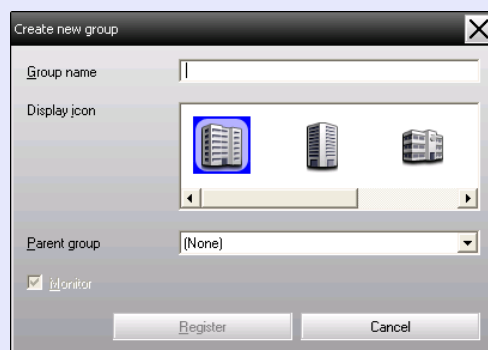 Create new group
Group name
Display icon
Parent group (None)
Monitor
Register Cancel